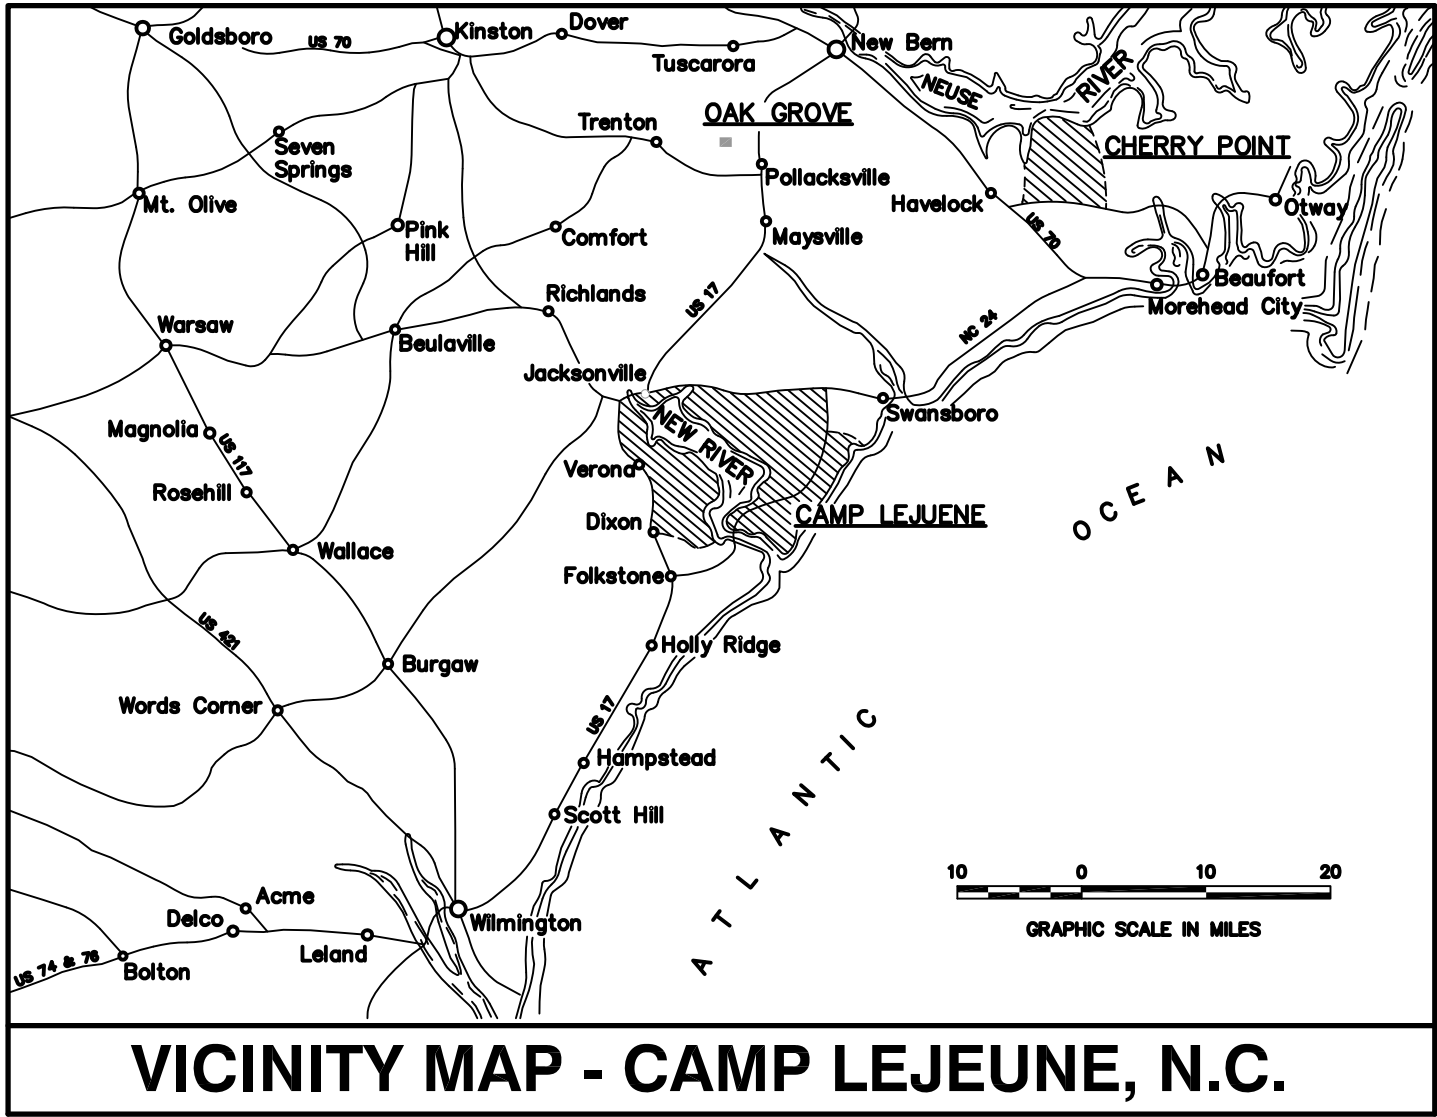 Goldsboro
US 70
Kinston
Dover
Tuscarora
New Bern
NEUSE
RIVER
OAK GROVE
Trenton
CHERRY POINT
Seven
Springs
Mt. Olive
Pollacksville
Havelock
Otway
Pink
Hill
Comfort
Maysville
US 70
Beaufort
Morehead City
Richlands
US 17
NC 24
Warsaw
Beulaville
Jacksonville
Swansboro
Magnolia
US 117
NEW RIVER
Verona
Rosehill
CAMP LEJUENE
Dixon
OCEAN
Wallace
Folkstone
US 421
Holly Ridge
Burgaw
Words Corner
US 17
Hampstead
Scott Hill
ATLANTIC
10 0 10 20
GRAPHIC SCALE IN MILES
Acme
Delco
Wilmington
Leland
US 74 & 76
Bolton
VICINITY MAP - CAMP LEJEUNE, N.C.